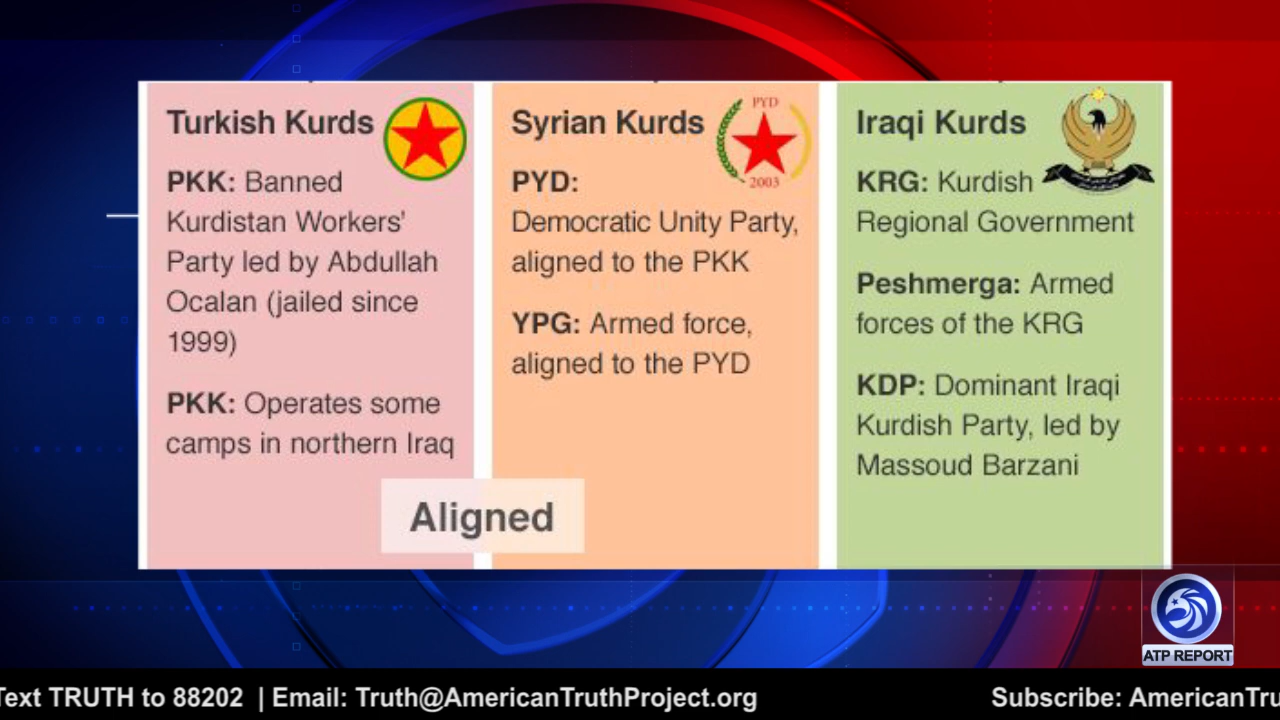 Turkish Kurds
PKK: Banned
Kurdistan Workers'
Party led by Abdullah
Ocalan (jailed since
1999)
PKK: Operates some
camps in northern Iraq
Syrian Kurds
PYD
2003
PYD:
Democratic Unity Party,
aligned to the PKK
YPG: Armed force,
aligned to the PYD
Aligned
Iraqi Kurds
KRG: Kurdish
Regional Government
Peshmerga: Armed
forces of the KRG
KDP: Dominant Iraqi
Kurdish Party, led by
Massoud Barzani
ATP REPORT
Text TRUTH to 88202 | Email: Truth@AmericanTruthProject.org
Subscribe: AmericanTru